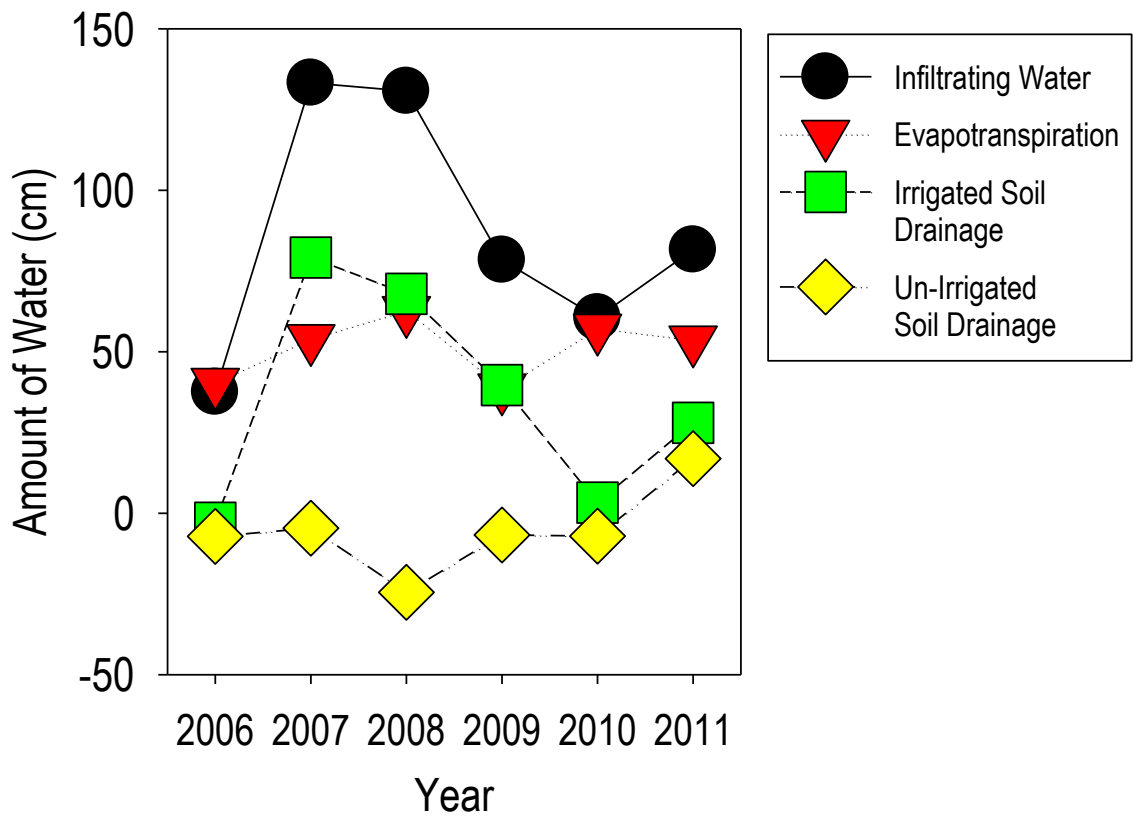 150
100
50
0
-50
Amount of Water (cm)
2006 2007 2008 2009 2010 2011
Year
Infiltrating Water
Evapotranspiration
Irrigated Soil
Drainage
Un-Irrigated
Soil Drainage